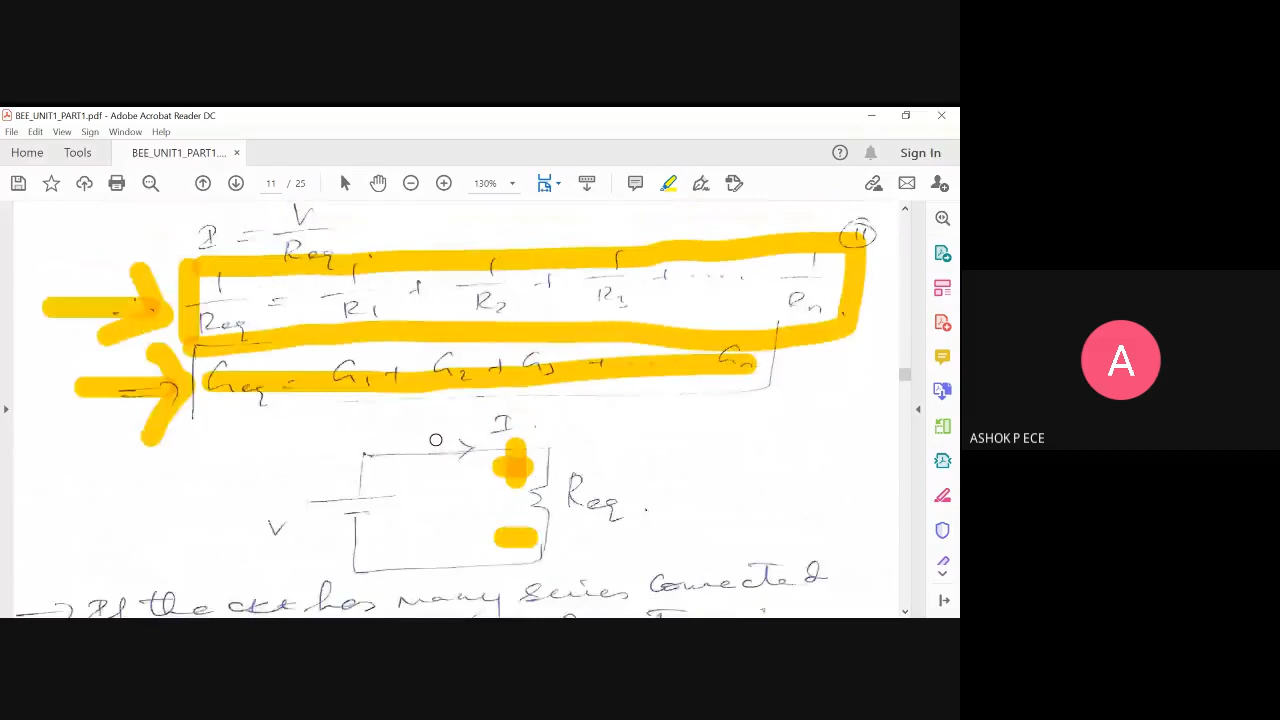 BEE_UNIT1_PART1.pdf - Adobe Acrobat Reader DC
File Edit View Window Help
Home Tools BEE_UNIT1_PART1.... × Sign In
11 / 25 130%
I = V / Req
11
1/Req = 1/R1 + 1/R2 + 1/R3 + ..... 1/Rn
=> Geq = G1 + G2 + G3 + ... Gn
I
V
Req
A
ASHOK P ECE
→ If the ckt has many series connected